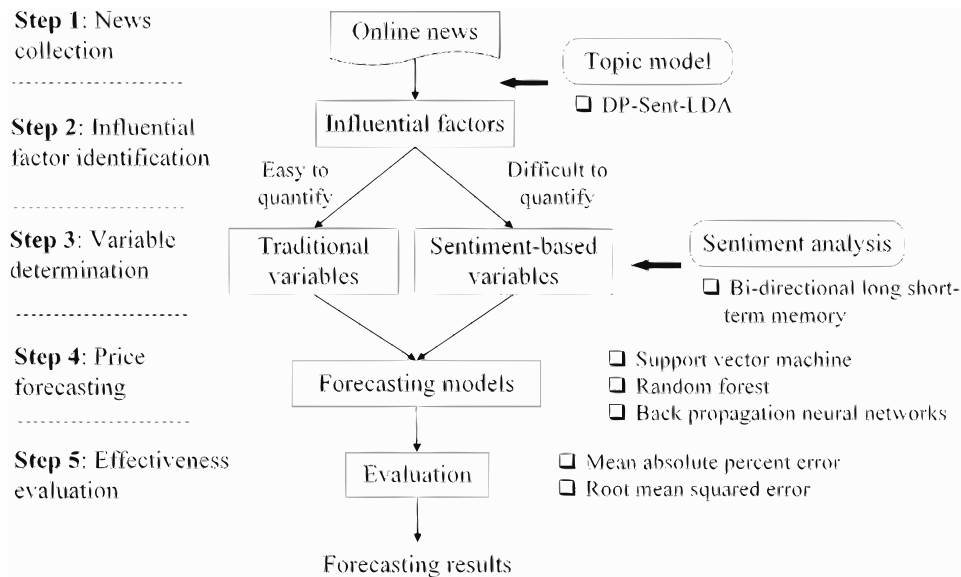 Step 1: News
collection
Online news
Topic model
❑ DP-Sent-LDA
Step 2: Influential
factor identification
Influential factors
Easy to
quantify
Difficult to
quantify
Step 3: Variable
determination
Traditional
variables
Sentiment-based
variables
Sentiment analysis
❑ Bi-directional long short-
term memory
Step 4: Price
forecasting
Forecasting models
❑ Support vector machine
❑ Random forest
❑ Back propagation neural networks
Step 5: Effectiveness
evaluation
Evaluation
❑ Mean absolute percent error
❑ Root mean squared error
Forecasting results